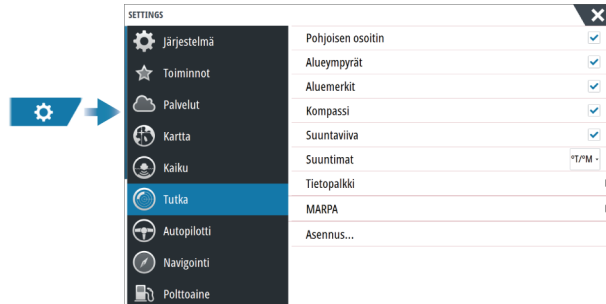 SETTINGS
Järjestelmä
Toiminnot
Palvelut
Kartta
Kaiku
Tutka
Autopilotti
Navigointi
Polttoaine
Pohjoisen osoitin
Alueympyrät
Aluemerkit
Kompassi
Suuntaviiva
Suuntimat
°T/°M
Tietopalkki
MARPA
Asennus...